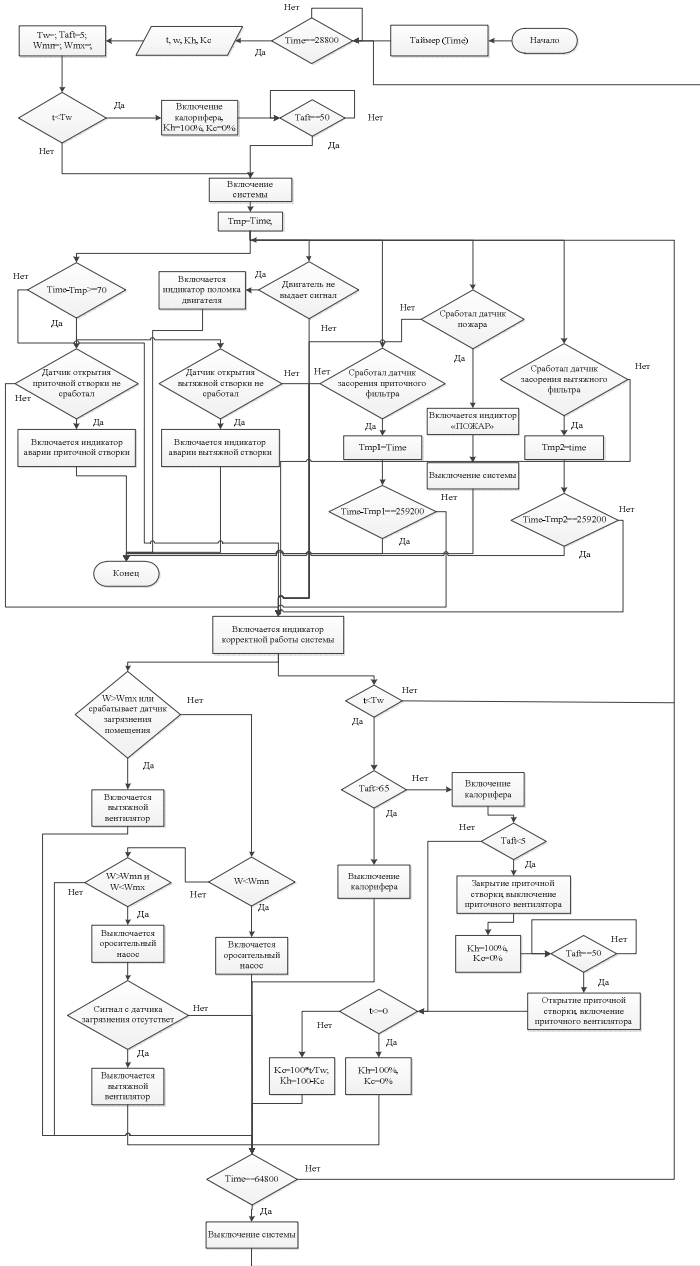 Нет
Tw=; Taft=5;
Wmn=; Wmx=;
t, w, Kh, Kc
Time==28800
Таймер (Time)
Начало
Да
t<Tw
Да
Включение
калорифера,
Kh=100%, Kc=0%
Taft==50
Нет
Нет
Да
Включение
системы
Tmp=Time;
Нет
Time-Tmp>=70
Да
Включается
индикатор поломка
двигателя
Да
Двигатель не
выдает сигнал
Нет
Нет
Сработал датчик
пожара
Да
Датчик открытия
приточной створки не
сработал
Нет
Да
Датчик открытия
вытяжной створки не
сработал
Нет
Да
Нет
Сработал датчик
засорения приточного
фильтра
Да
Сработал датчик
засорения вытяжного
фильтра
Нет
Да
Включается индикатор
аварии приточной створки
Включается индикатор
аварии вытяжной створки
Tmp1=Time
Включается индиктор
«ПОЖАР»
Tmp2=time
Выключение системы
Time-Tmp1==259200
Нет
Да
Time-Tmp2==259200
Нет
Да
Конец
Включается индикатор
корректной работы системы
W>Wmx или
срабатывает датчик
загрязнения
помещения
Нет
Да
t<Tw
Нет
Да
Включается
вытяжной
вентилятор
Taft>65
Нет
Да
Включение
калорифера
Нет
Taft<5
Да
W>Wmn и
W<Wmx
Нет
Да
W<Wmn
Нет
Да
Выключение
калорифера
Закрытие приточной
створки, выключение
приточного вентилятора
Выключается
оросительный
насос
Включается
оросительный
насос
Kh=100%,
Kc=0%
Taft==50
Нет
Да
Сигнал с датчика
загрязнения отсутствует
Нет
Да
t<=0
Нет
Да
Открытие приточной
створки, включение
приточного вентилятора
Выключается
вытяжной
вентилятор
Kc=100*t/Tw;
Kh=100-Kc
Kh=100%,
Kc=0%
Time==64800
Нет
Да
Выключение системы